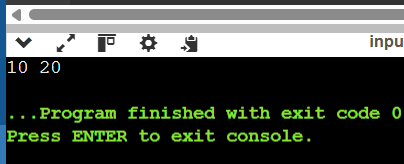 inpu
10 20
...Program finished with exit code 0
Press ENTER to exit console.